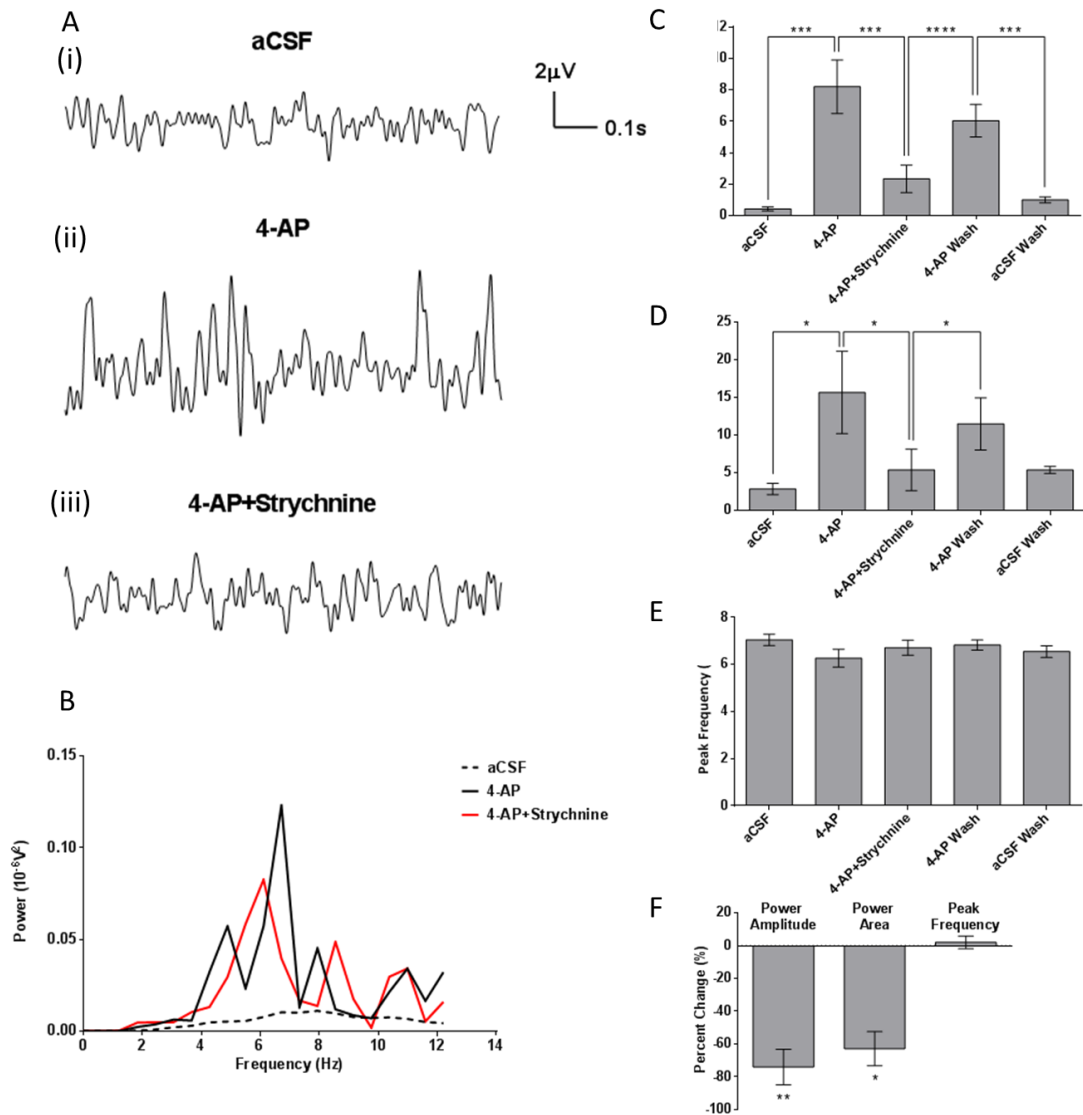 A
(i)
aCSF
2μV
0.1s
(ii)
4-AP
(iii)
4-AP+Strychnine
B
0.15
0.10
0.05
0.00
Power (10⁻⁶V²)
0 2 4 6 8 10 12 14
Frequency (Hz)
aCSF
4-AP
4-AP+Strychnine
C
12
10
8
6
4
2
0
*** *** **** ***
aCSF
4-AP
4-AP+Strychnine
4-AP Wash
aCSF Wash
D
25
20
15
10
5
0
* * *
aCSF
4-AP
4-AP+Strychnine
4-AP Wash
aCSF Wash
E
Peak Frequency (
8
6
4
2
0
aCSF
4-AP
4-AP+Strychnine
4-AP Wash
aCSF Wash
F
Percent Change (%)
20
0
-20
-40
-60
-80
-100
Power
Amplitude
Power
Area
Peak
Frequency
**
*